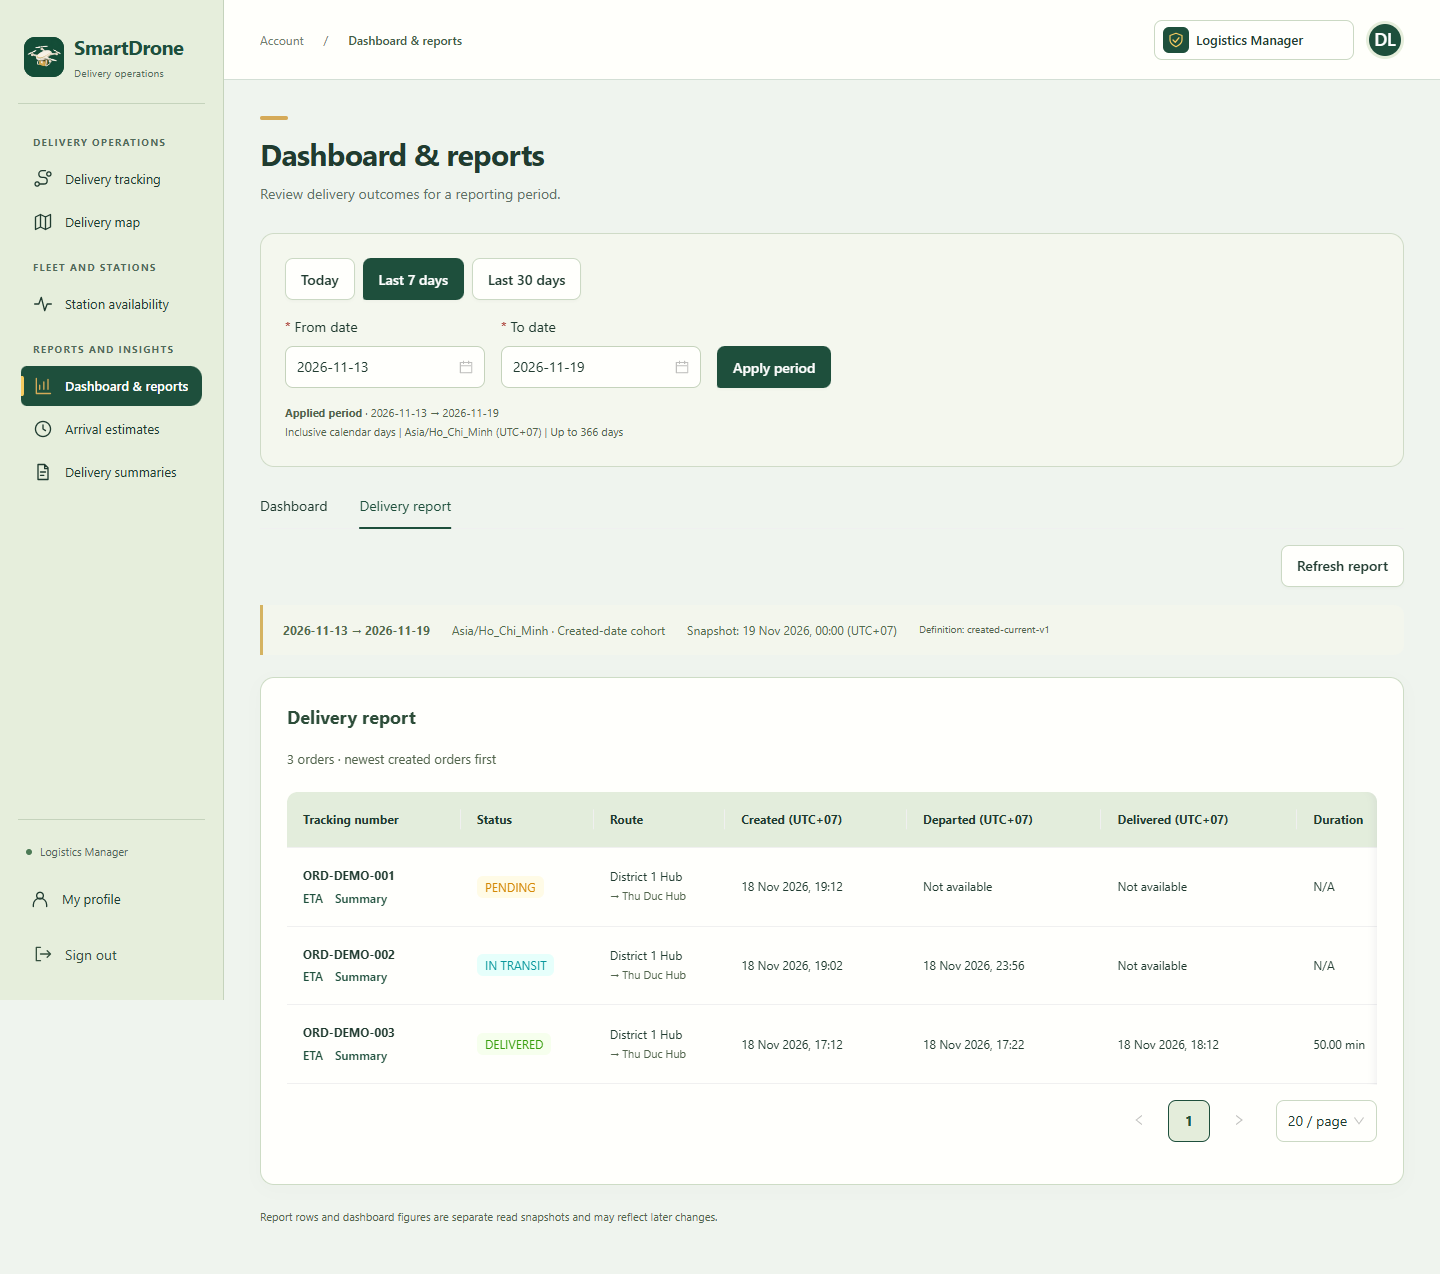 SmartDrone
Delivery operations
DELIVERY OPERATIONS
Delivery tracking
Delivery map
FLEET AND STATIONS
Station availability
REPORTS AND INSIGHTS
Dashboard & reports
Arrival estimates
Delivery summaries
Logistics Manager
My profile
Sign out
Account / Dashboard & reports
Logistics Manager
DL
Dashboard & reports
Review delivery outcomes for a reporting period.
Today Last 7 days Last 30 days
* From date * To date
2026-11-13 2026-11-19 Apply period
Applied period · 2026-11-13 → 2026-11-19
Inclusive calendar days | Asia/Ho_Chi_Minh (UTC+07) | Up to 366 days
Dashboard Delivery report
Refresh report
2026-11-13 → 2026-11-19 Asia/Ho_Chi_Minh · Created-date cohort Snapshot: 19 Nov 2026, 00:00 (UTC+07) Definition: created-current-v1
Delivery report
3 orders · newest created orders first
Tracking number Status Route Created (UTC+07) Departed (UTC+07) Delivered (UTC+07) Duration
ORD-DEMO-001
ETA Summary
PENDING
District 1 Hub
→ Thu Duc Hub
18 Nov 2026, 19:12
Not available
Not available
N/A
ORD-DEMO-002
ETA Summary
IN TRANSIT
District 1 Hub
→ Thu Duc Hub
18 Nov 2026, 19:02
18 Nov 2026, 23:56
Not available
N/A
ORD-DEMO-003
ETA Summary
DELIVERED
District 1 Hub
→ Thu Duc Hub
18 Nov 2026, 17:12
18 Nov 2026, 17:22
18 Nov 2026, 18:12
50.00 min
< 1 > 20 / page
Report rows and dashboard figures are separate read snapshots and may reflect later changes.